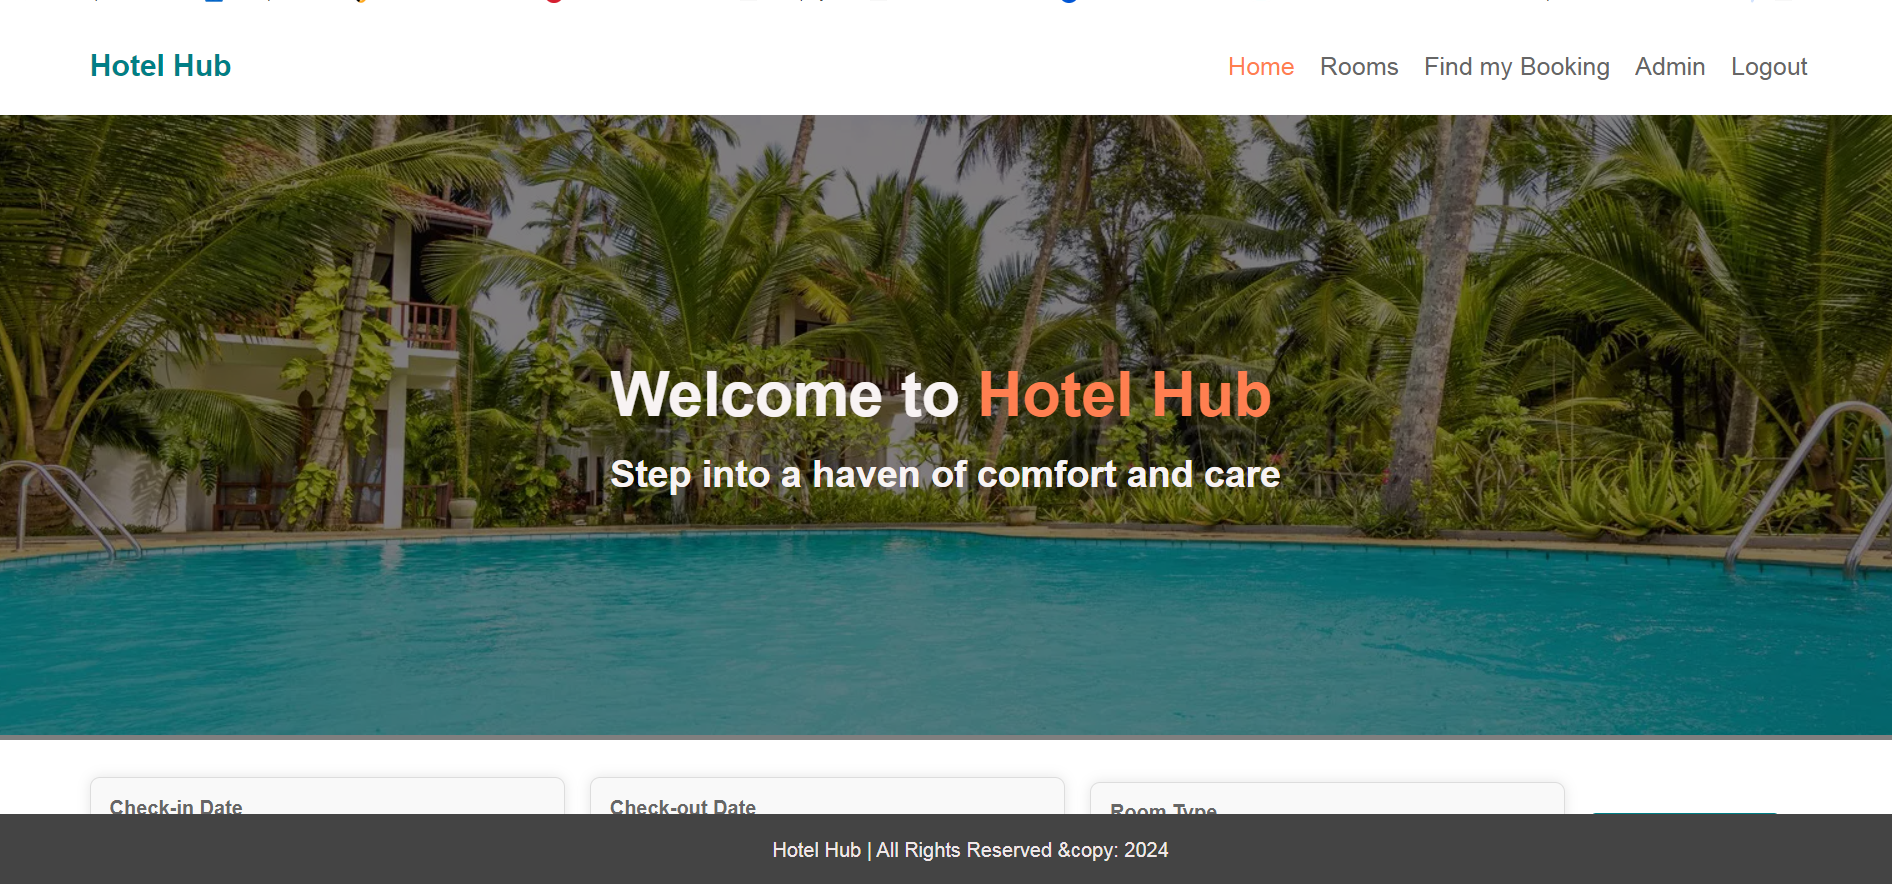 Hotel Hub
Home Rooms Find my Booking Admin Logout
Welcome to Hotel Hub
Step into a haven of comfort and care
Check-in Date
Check-out Date
Room Type
Hotel Hub | All Rights Reserved &copy: 2024